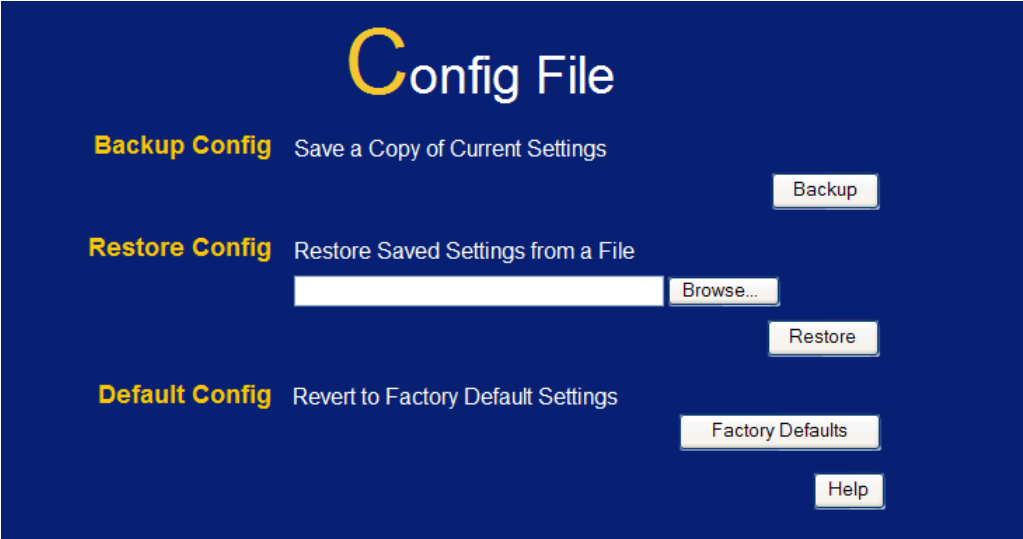 Config File
Backup Config Save a Copy of Current Settings
Backup
Restore Config Restore Saved Settings from a File
Browse...
Restore
Default Config Revert to Factory Default Settings
Factory Defaults
Help